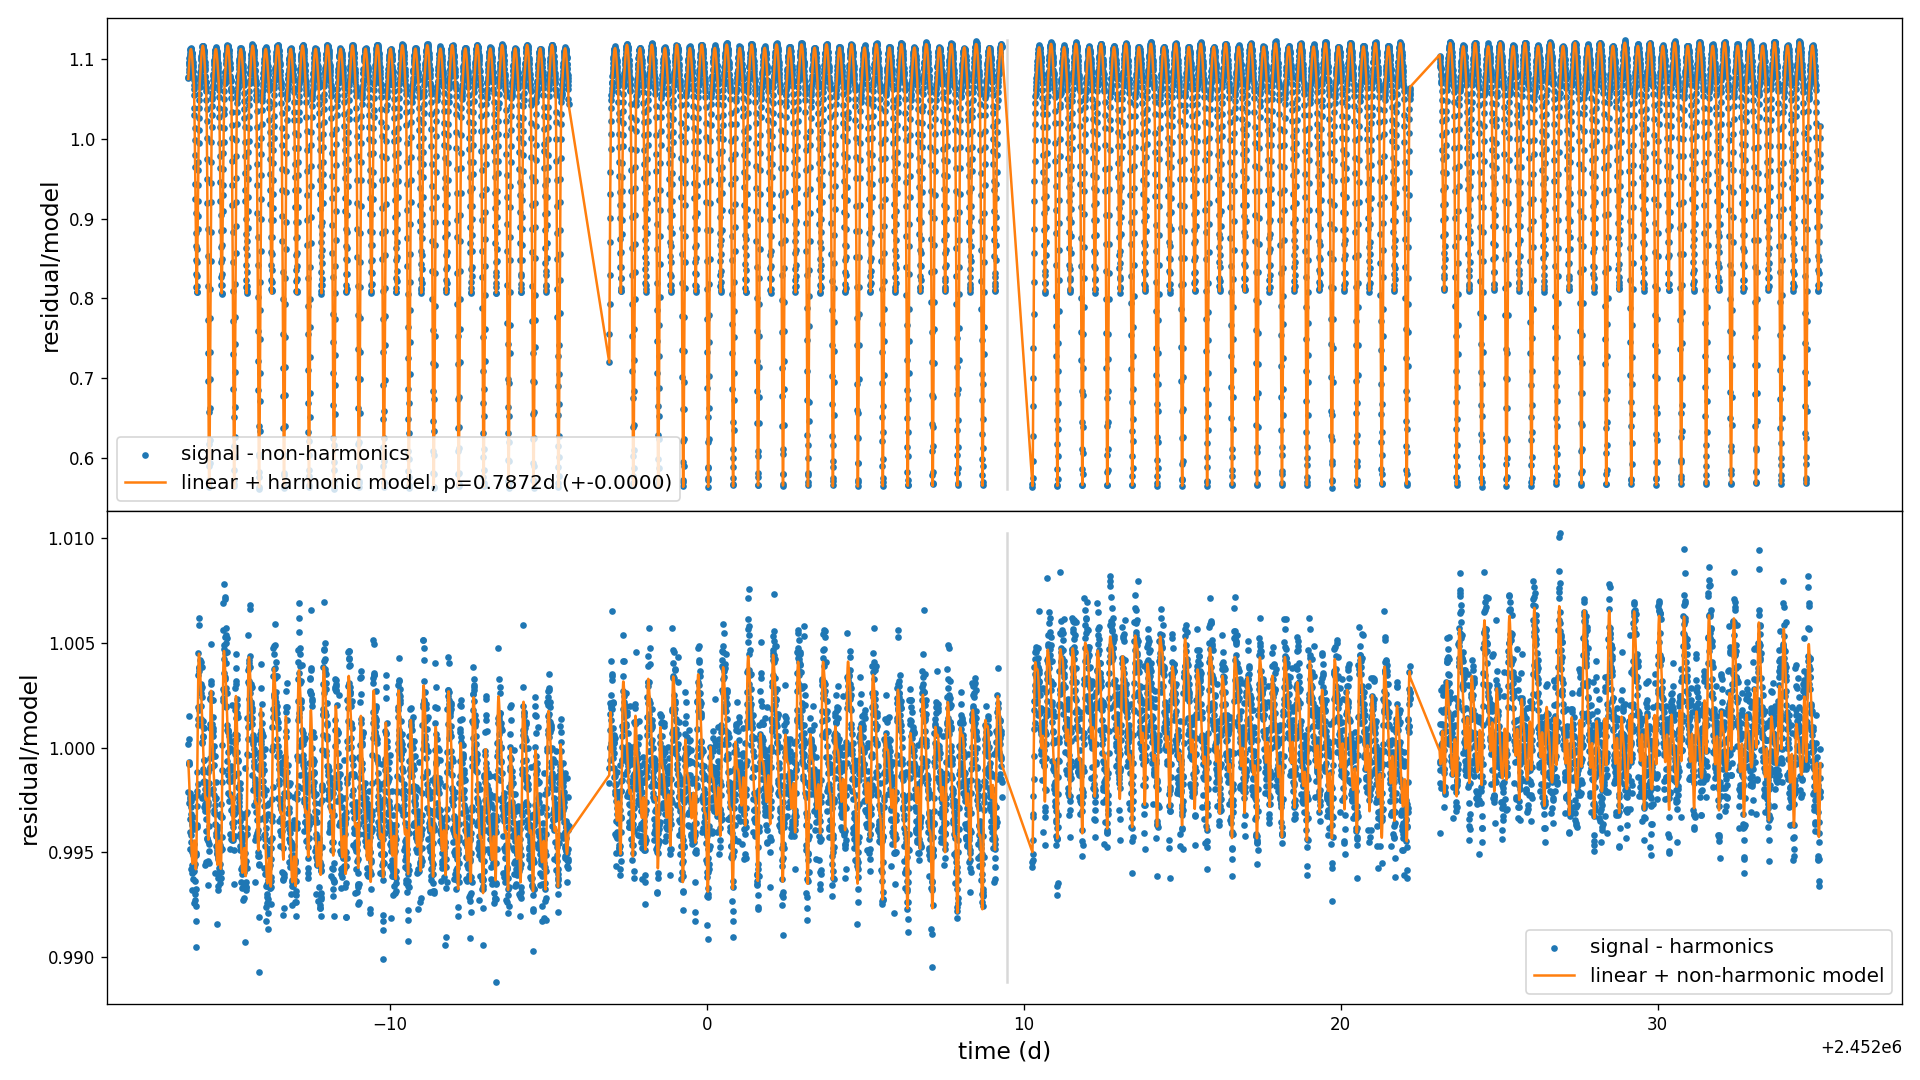 1.1
1.0
0.9
0.8
0.7
0.6
residual/model
signal - non-harmonics
linear + harmonic model, p=0.7872d (+-0.0000)
1.010
1.005
1.000
0.995
0.990
residual/model
signal - harmonics
linear + non-harmonic model
−10
0
10
20
30
time (d)
+2.452e6